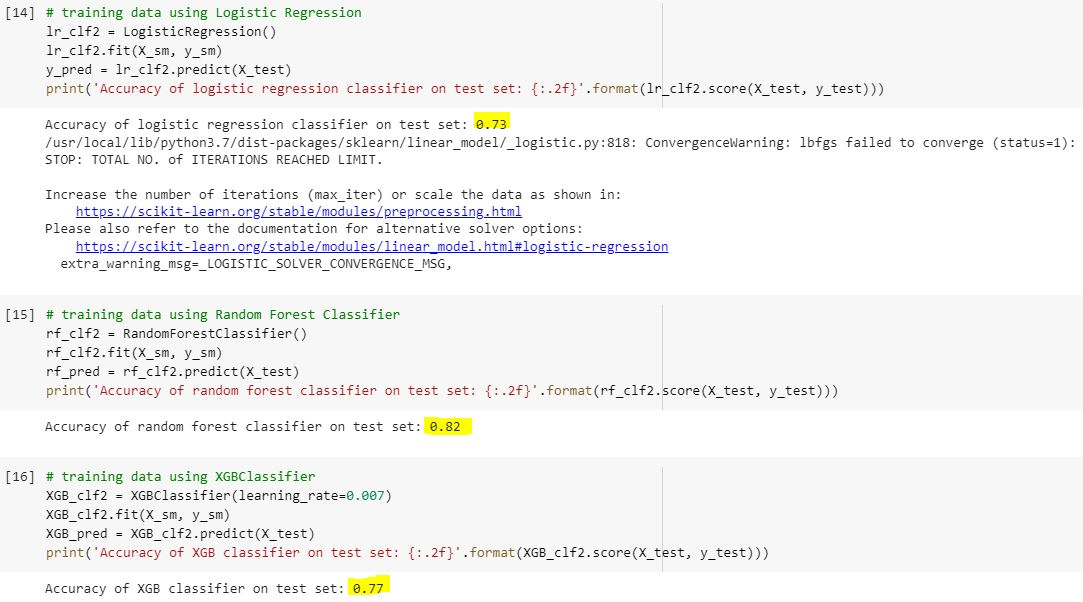 [14] # training data using Logistic Regression
lr_clf2 = LogisticRegression()
lr_clf2.fit(X_sm, y_sm)
y_pred = lr_clf2.predict(X_test)
print('Accuracy of logistic regression classifier on test set: {:.2f}'.format(lr_clf2.score(X_test, y_test)))
Accuracy of logistic regression classifier on test set: 0.73
/usr/local/lib/python3.7/dist-packages/sklearn/linear_model/_logistic.py:818: ConvergenceWarning: lbfgs failed to converge (status=1):
STOP: TOTAL NO. of ITERATIONS REACHED LIMIT.
Increase the number of iterations (max_iter) or scale the data as shown in:
https://scikit-learn.org/stable/modules/preprocessing.html
Please also refer to the documentation for alternative solver options:
https://scikit-learn.org/stable/modules/linear_model.html#logistic-regression
extra_warning_msg=_LOGISTIC_SOLVER_CONVERGENCE_MSG,
[15] # training data using Random Forest Classifier
rf_clf2 = RandomForestClassifier()
rf_clf2.fit(X_sm, y_sm)
rf_pred = rf_clf2.predict(X_test)
print('Accuracy of random forest classifier on test set: {:.2f}'.format(rf_clf2.score(X_test, y_test)))
Accuracy of random forest classifier on test set: 0.82
[16] # training data using XGBClassifier
XGB_clf2 = XGBClassifier(learning_rate=0.007)
XGB_clf2.fit(X_sm, y_sm)
XGB_pred = XGB_clf2.predict(X_test)
print('Accuracy of XGB classifier on test set: {:.2f}'.format(XGB_clf2.score(X_test, y_test)))
Accuracy of XGB classifier on test set: 0.77